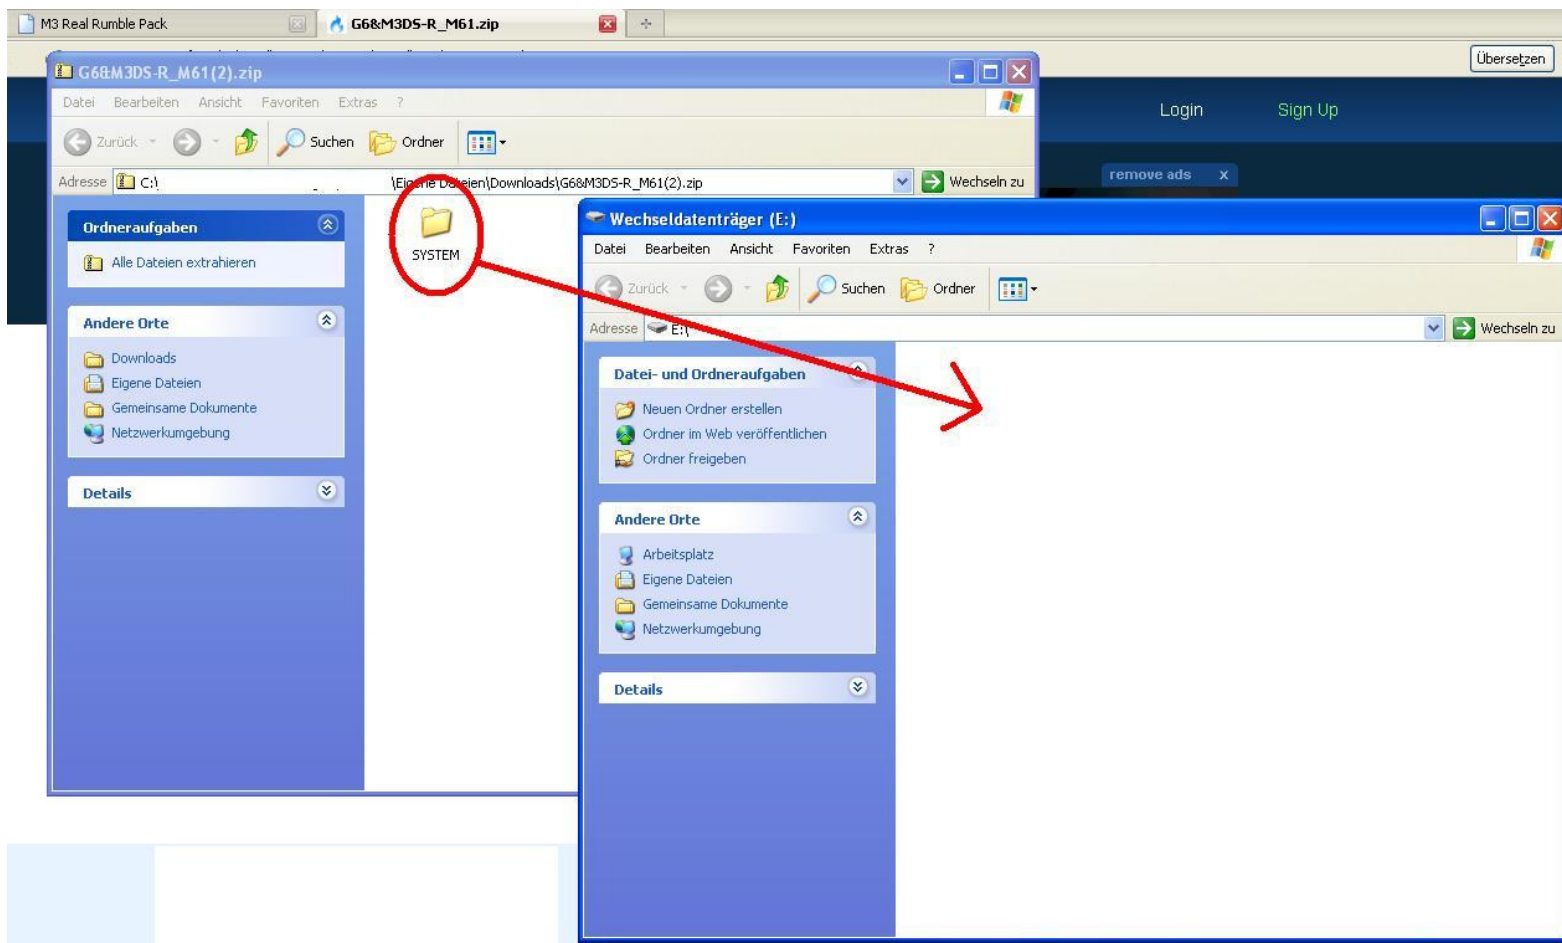 M3 Real Rumble Pack
G6&M3DS-R_M61.zip
Übersetzen
G6&M3DS-R_M61(2).zip
Datei Bearbeiten Ansicht Favoriten Extras ?
Zurück Suchen Ordner
Adresse C:\ \Eigene Dateien\Downloads\G6&M3DS-R_M61(2).zip Wechseln zu
Login Sign Up
remove ads x
Ordneraufgaben
Alle Dateien extrahieren
Andere Orte
Downloads
Eigene Dateien
Gemeinsame Dokumente
Netzwerkumgebung
Details
SYSTEM
Wechseldatenträger (E:)
Datei Bearbeiten Ansicht Favoriten Extras ?
Zurück Suchen Ordner
Adresse E:\ Wechseln zu
Datei- und Ordneraufgaben
Neuen Ordner erstellen
Ordner im Web veröffentlichen
Ordner freigeben
Andere Orte
Arbeitsplatz
Eigene Dateien
Gemeinsame Dokumente
Netzwerkumgebung
Details